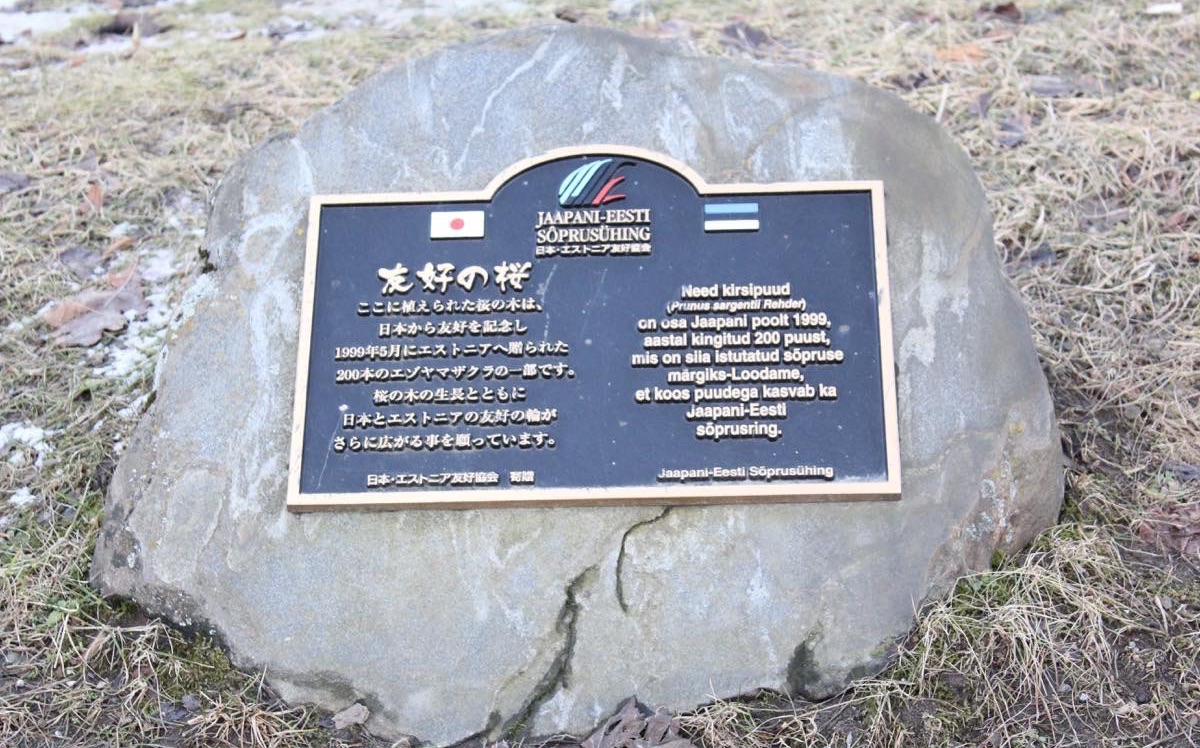 JAAPANI-EESTI
SÕPRUSÜHING
日本・エストニア友好協会
友好の桜
ここに植えられた桜の木は、
日本から友好を記念し
1999年5月にエストニアへ贈られた
200本のエゾヤマザクラの一部です。
桜の木の生長とともに
日本とエストニアの友好の輪が
さらに広がる事を願っています。
日本・エストニア友好協会 寄贈
Need kirsipuud
(Prunus sargentii Rehder)
on osa Jaapani poolt 1999,
aastal kingitud 200 puust,
mis on siia istutatud sõpruse
märgiks-Loodame,
et koos puudega kasvab ka
Jaapani-Eesti
sõprusring.
Jaapani-Eesti Sõprusühing